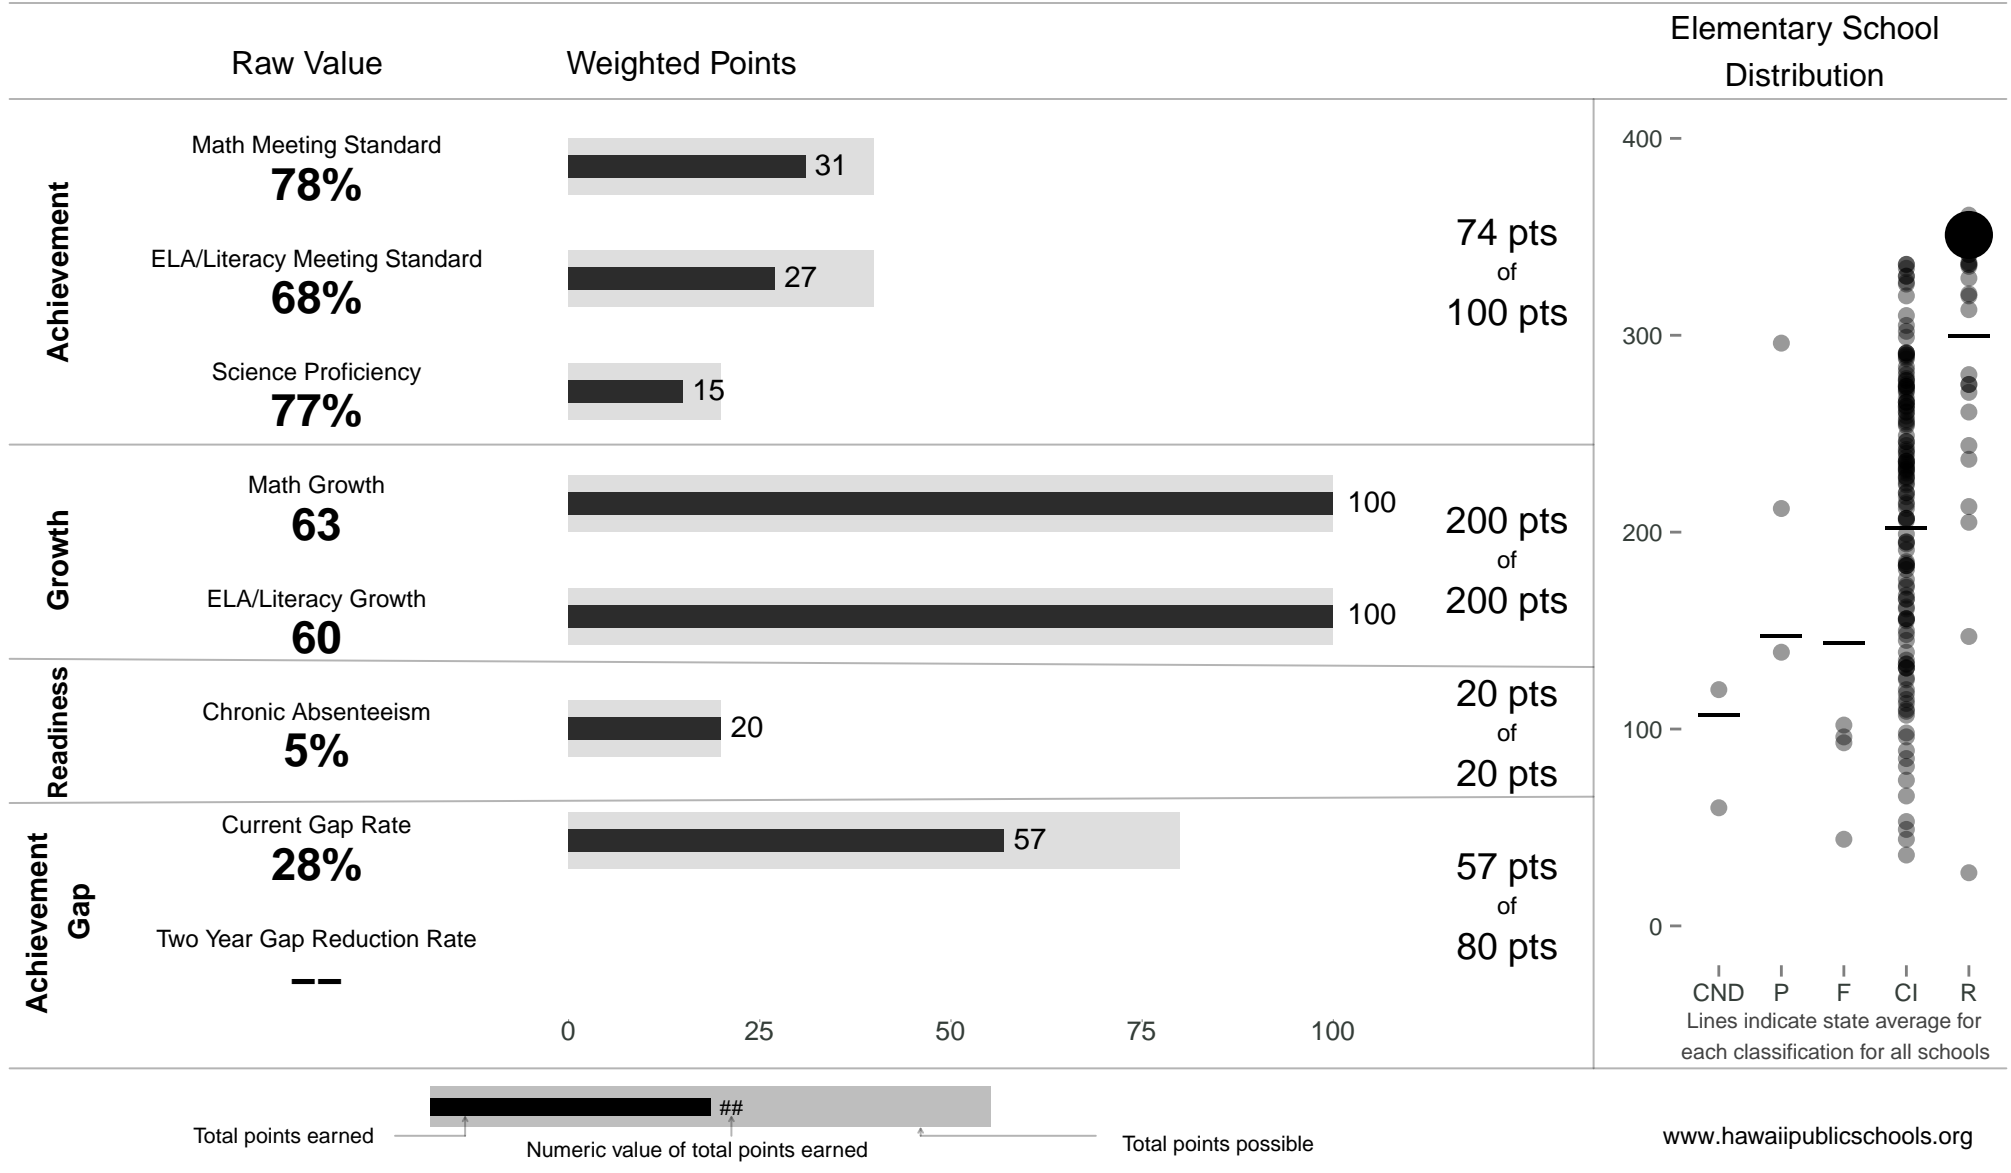 Raw Value
Weighted Points
Elementary School
Distribution
Achievement
Math Meeting Standard
78%
31
ELA/Literacy Meeting Standard
68%
27
Science Proficiency
77%
15
74 pts
of
100 pts
Growth
Math Growth
63
100
ELA/Literacy Growth
60
100
200 pts
of
200 pts
Readiness
Chronic Absenteeism
5%
20
20 pts
of
20 pts
Achievement
Gap
Current Gap Rate
28%
57
Two Year Gap Reduction Rate
−−
57 pts
of
80 pts
0 25 50 75 100
400
300
200
100
0
CND P F CI R
Lines indicate state average for
each classification for all schools
##
Total points earned
Numeric value of total points earned
Total points possible
www.hawaiipublicschools.org